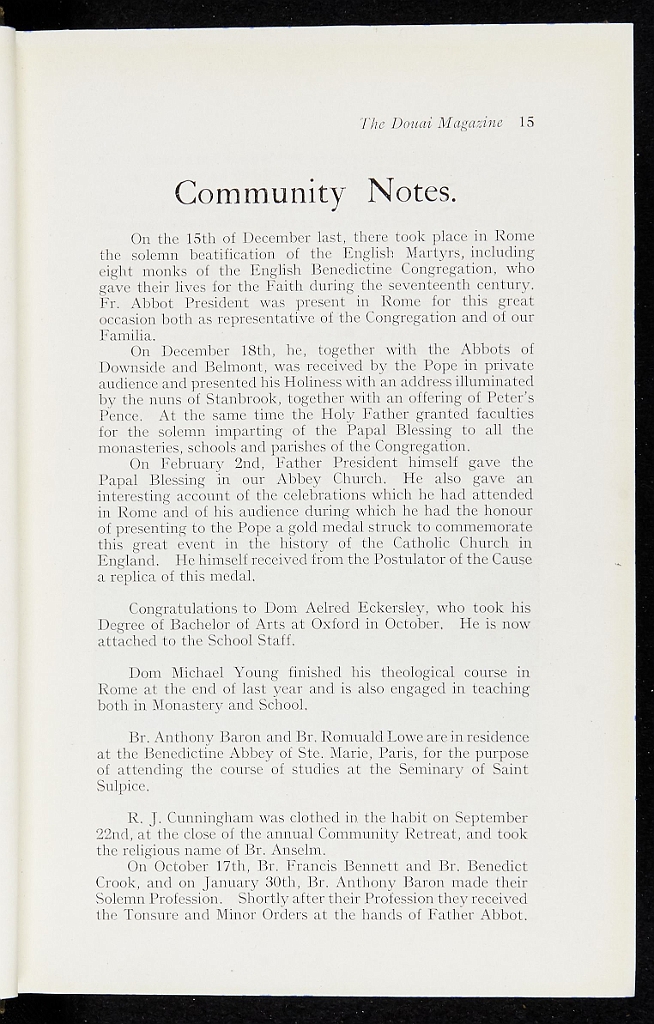 The Douai Magazine 15
Community Notes.
On the 15th of December last, there took place in Rome
the solemn beatification of the English Martyrs, including
eight monks of the English Benedictine Congregation, who
gave their lives for the Faith during the seventeenth century.
Fr. Abbot President was present in Rome for this great
occasion both as representative of the Congregation and of our
Familia.
On December 18th, he, together with the Abbots of
Downside and Belmont, was received by the Pope in private
audience and presented his Holiness with an address illuminated
by the nuns of Stanbrook, together with an offering of Peter's
Pence. At the same time the Holy Father granted faculties
for the solemn imparting of the Papal Blessing to all the
monasteries, schools and parishes of the Congregation.
On February 2nd, Father President himself gave the
Papal Blessing in our Abbey Church. He also gave an
interesting account of the celebrations which he had attended
in Rome and of his audience during which he had the honour
of presenting to the Pope a gold medal struck to commemorate
this great event in the history of the Catholic Church in
England. He himself received from the Postulator of the Cause
a replica of this medal.
Congratulations to Dom Aelred Eckersley, who took his
Degree of Bachelor of Arts at Oxford in October. He is now
attached to the School Staff.
Dom Michael Young finished his theological course in
Rome at the end of last year and is also engaged in teaching
both in Monastery and School.
Br. Anthony Baron and Br. Romuald Lowe are in residence
at the Benedictine Abbey of Ste. Marie, Paris, for the purpose
of attending the course of studies at the Seminary of Saint
Sulpice.
R. J. Cunningham was clothed in the habit on September
22nd, at the close of the annual Community Retreat, and took
the religious name of Br. Anselm.
On October 17th, Br. Francis Bennett and Br. Benedict
Crook, and on January 30th, Br. Anthony Baron made their
Solemn Profession. Shortly after their Profession they received
the Tonsure and Minor Orders at the hands of Father Abbot.